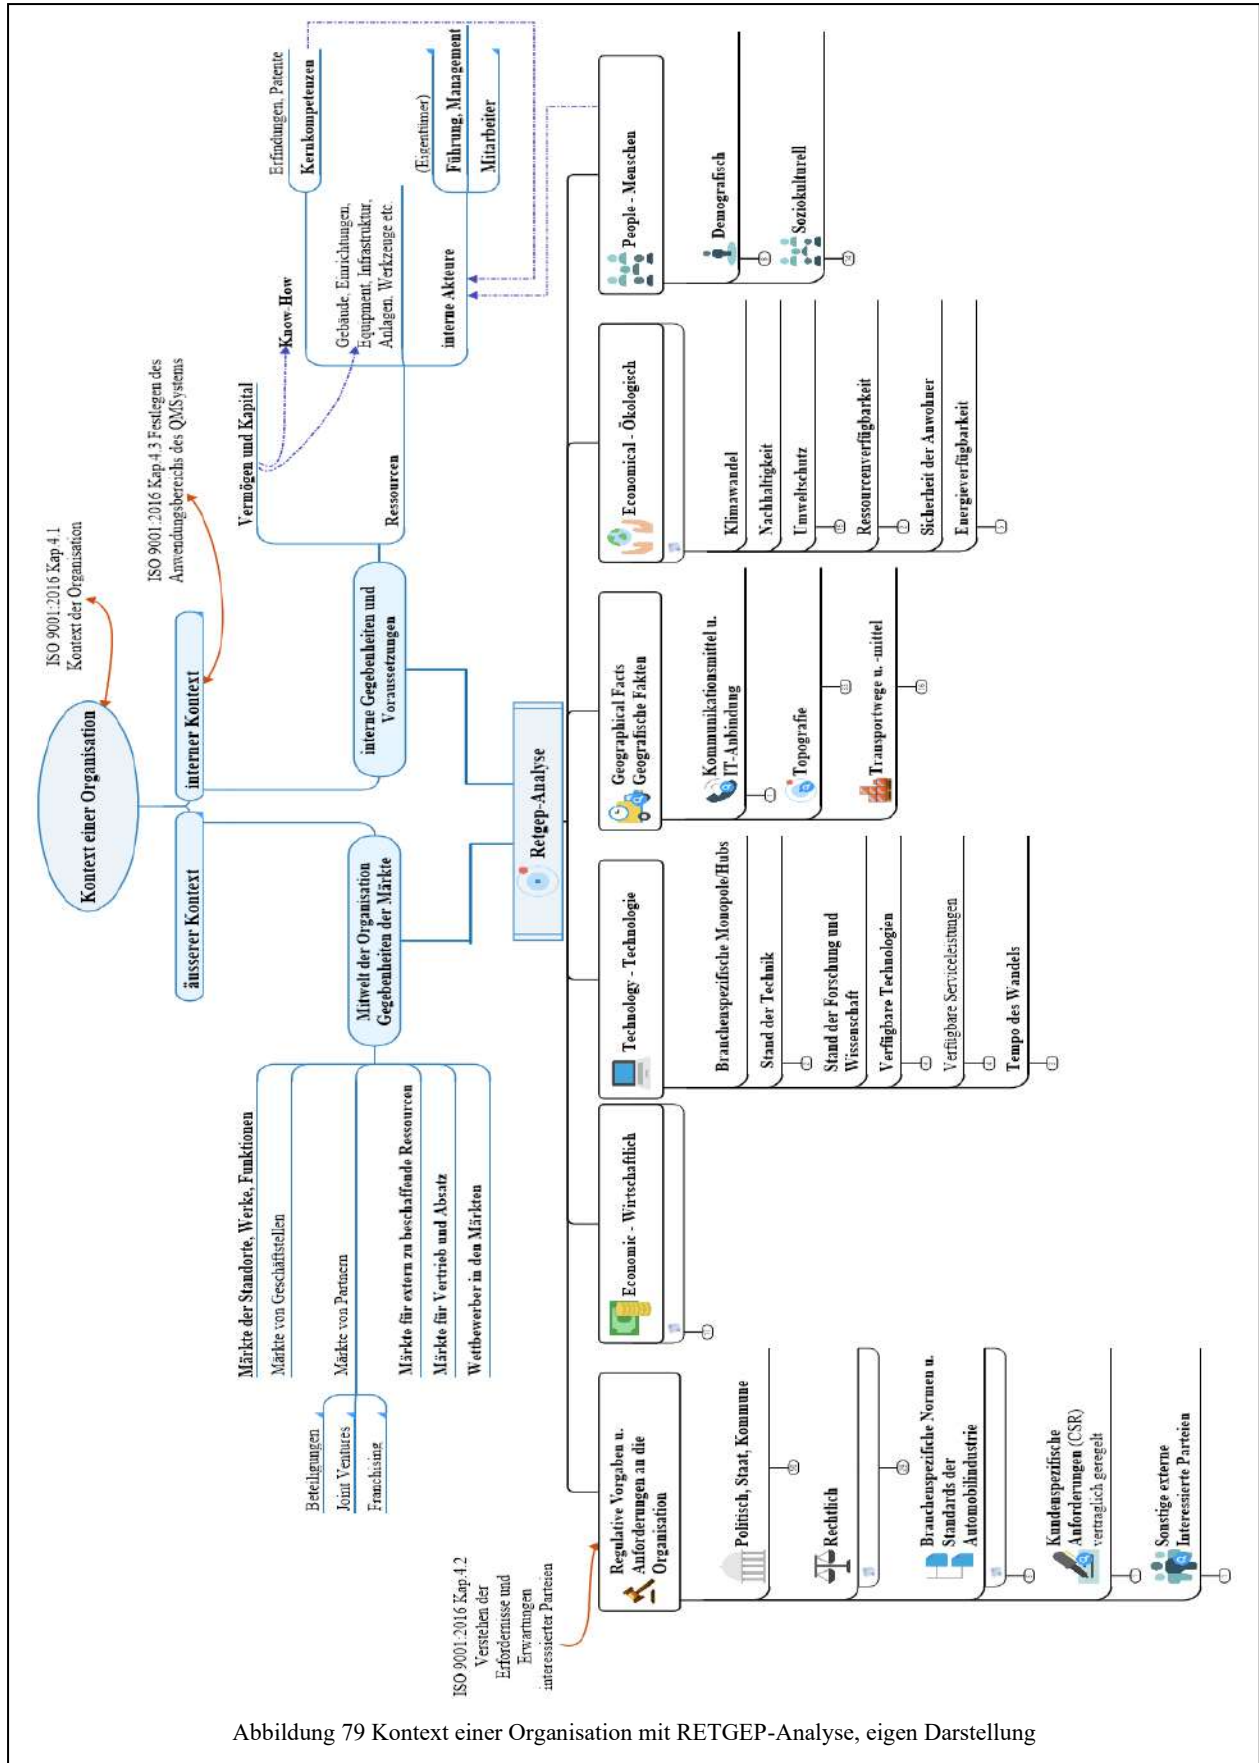 Kontext einer Organisation
ISO 9001:2016 Kap.4.1
Kontext der Organisation
äusserer Kontext
interner Kontext
ISO 9001:2016 Kap.4.3 Festlegen des
Anwendungsbereichs des QMSystems
Mitwelt der Organisation
Gegebenheiten der Märkte
Märkte der Standorte, Werke, Funktionen
Märkte von Geschäftstellen
Märkte von Partnern
Beteiligungen
Joint Ventures
Franchising
Märkte für extern zu beschaffende Ressourcen
Märkte für Vertrieb und Absatz
Wettbewerber in den Märkten
interne Gegebenheiten und
Voraussetzungen
Vermögen und Kapital
Ressourcen
Know-How
Erfindungen, Patente
Kernkompetenzen
Gebäude, Einrichtungen,
Equipment, Infrastruktur,
Anlagen, Werkzeuge etc.
interne Akteure
(Eigentümer)
Führung, Management
Mitarbeiter
Retgep-Analyse
ISO 9001:2016 Kap.4.2
Verstehen der
Erfordernisse und
Erwartungen
interessierter Parteien
Regulative Vorgaben u.
Anforderungen an die
Organisation
Politisch, Staat, Kommune
Rechtlich
Branchenspezifische Normen u.
Standards der
Automobilindustrie
Kundenspezifische
Anforderungen (CSR)
vertraglich geregelt
Sonstige externe
Interessierte Parteien
Economic - Wirtschaftlich
Technology - Technologie
Branchenspezifische Monopole/Hubs
Stand der Technik
Stand der Forschung und
Wissenschaft
Verfügbare Technologien
Verfügbare Serviceleistungen
Tempo des Wandels
Geographical Facts
Geografische Fakten
Kommunikationsmittel u.
IT-Anbindung
Topografie
Transportwege u. -mittel
Economical - Ökologisch
Klimawandel
Nachhaltigkeit
Umweltschutz
Ressourcenverfügbarkeit
Sicherheit der Anwohner
Energieverfügbarkeit
People - Menschen
Demografisch
Soziokulturell
Abbildung 79 Kontext einer Organisation mit RETGEP-Analyse, eigen Darstellung